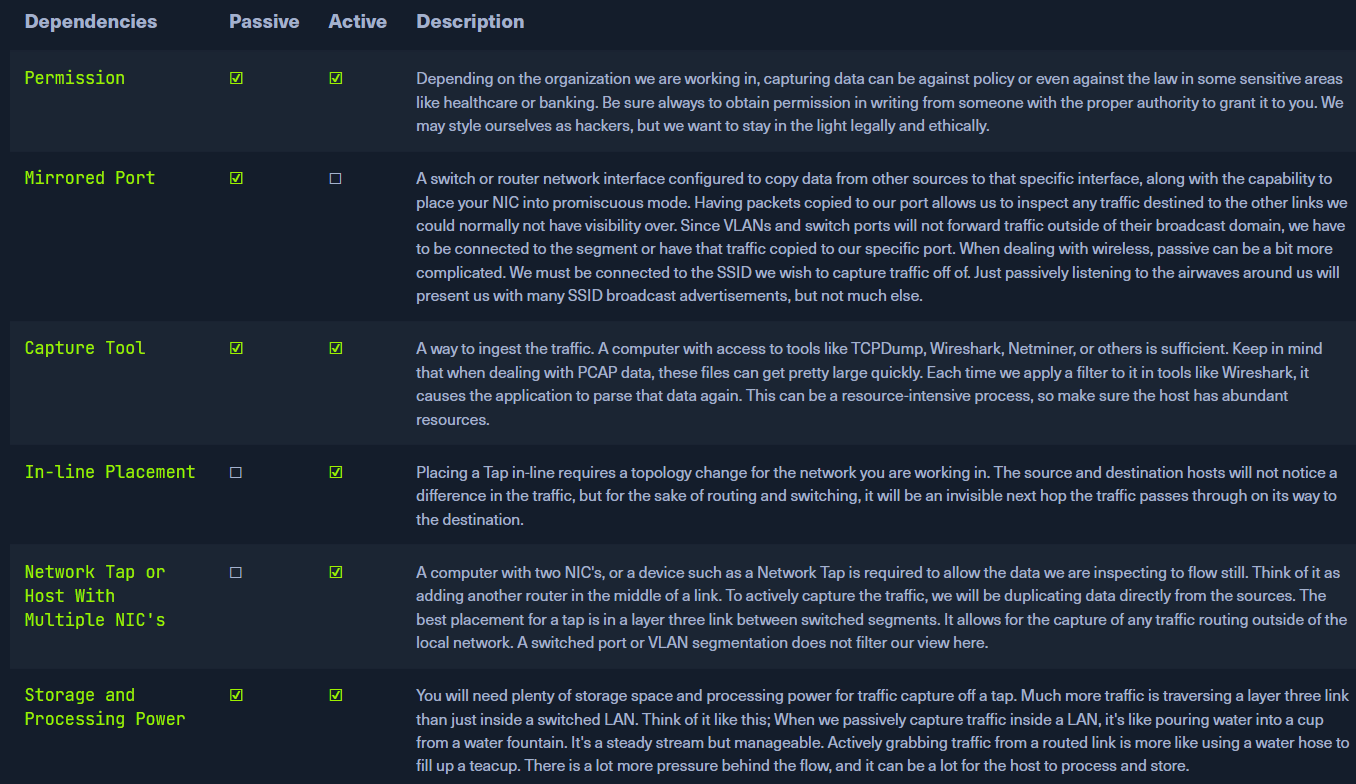 Dependencies Passive Active Description
Permission ☑ ☑ Depending on the organization we are working in, capturing data can be against policy or even against the law in some sensitive areas
like healthcare or banking. Be sure always to obtain permission in writing from someone with the proper authority to grant it to you. We
may style ourselves as hackers, but we want to stay in the light legally and ethically.
Mirrored Port ☑ ☐ A switch or router network interface configured to copy data from other sources to that specific interface, along with the capability to
place your NIC into promiscuous mode. Having packets copied to our port allows us to inspect any traffic destined to the other links we
could normally not have visibility over. Since VLANs and switch ports will not forward traffic outside of their broadcast domain, we have
to be connected to the segment or have that traffic copied to our specific port. When dealing with wireless, passive can be a bit more
complicated. We must be connected to the SSID we wish to capture traffic off of. Just passively listening to the airwaves around us will
present us with many SSID broadcast advertisements, but not much else.
Capture Tool ☑ ☑ A way to ingest the traffic. A computer with access to tools like TCPDump, Wireshark, Netminer, or others is sufficient. Keep in mind
that when dealing with PCAP data, these files can get pretty large quickly. Each time we apply a filter to it in tools like Wireshark, it
causes the application to parse that data again. This can be a resource-intensive process, so make sure the host has abundant
resources.
In-line Placement ☐ ☑ Placing a Tap in-line requires a topology change for the network you are working in. The source and destination hosts will not notice a
difference in the traffic, but for the sake of routing and switching, it will be an invisible next hop the traffic passes through on its way to
the destination.
Network Tap or
Host With
Multiple NIC's ☐ ☑ A computer with two NIC's, or a device such as a Network Tap is required to allow the data we are inspecting to flow still. Think of it as
adding another router in the middle of a link. To actively capture the traffic, we will be duplicating data directly from the sources. The
best placement for a tap is in a layer three link between switched segments. It allows for the capture of any traffic routing outside of the
local network. A switched port or VLAN segmentation does not filter our view here.
Storage and
Processing Power ☑ ☑ You will need plenty of storage space and processing power for traffic capture off a tap. Much more traffic is traversing a layer three link
than just inside a switched LAN. Think of it like this; When we passively capture traffic inside a LAN, it's like pouring water into a cup
from a water fountain. It's a steady stream but manageable. Actively grabbing traffic from a routed link is more like using a water hose to
fill up a teacup. There is a lot more pressure behind the flow, and it can be a lot for the host to process and store.